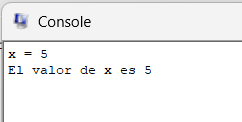 Console
x = 5
El valor de x es 5